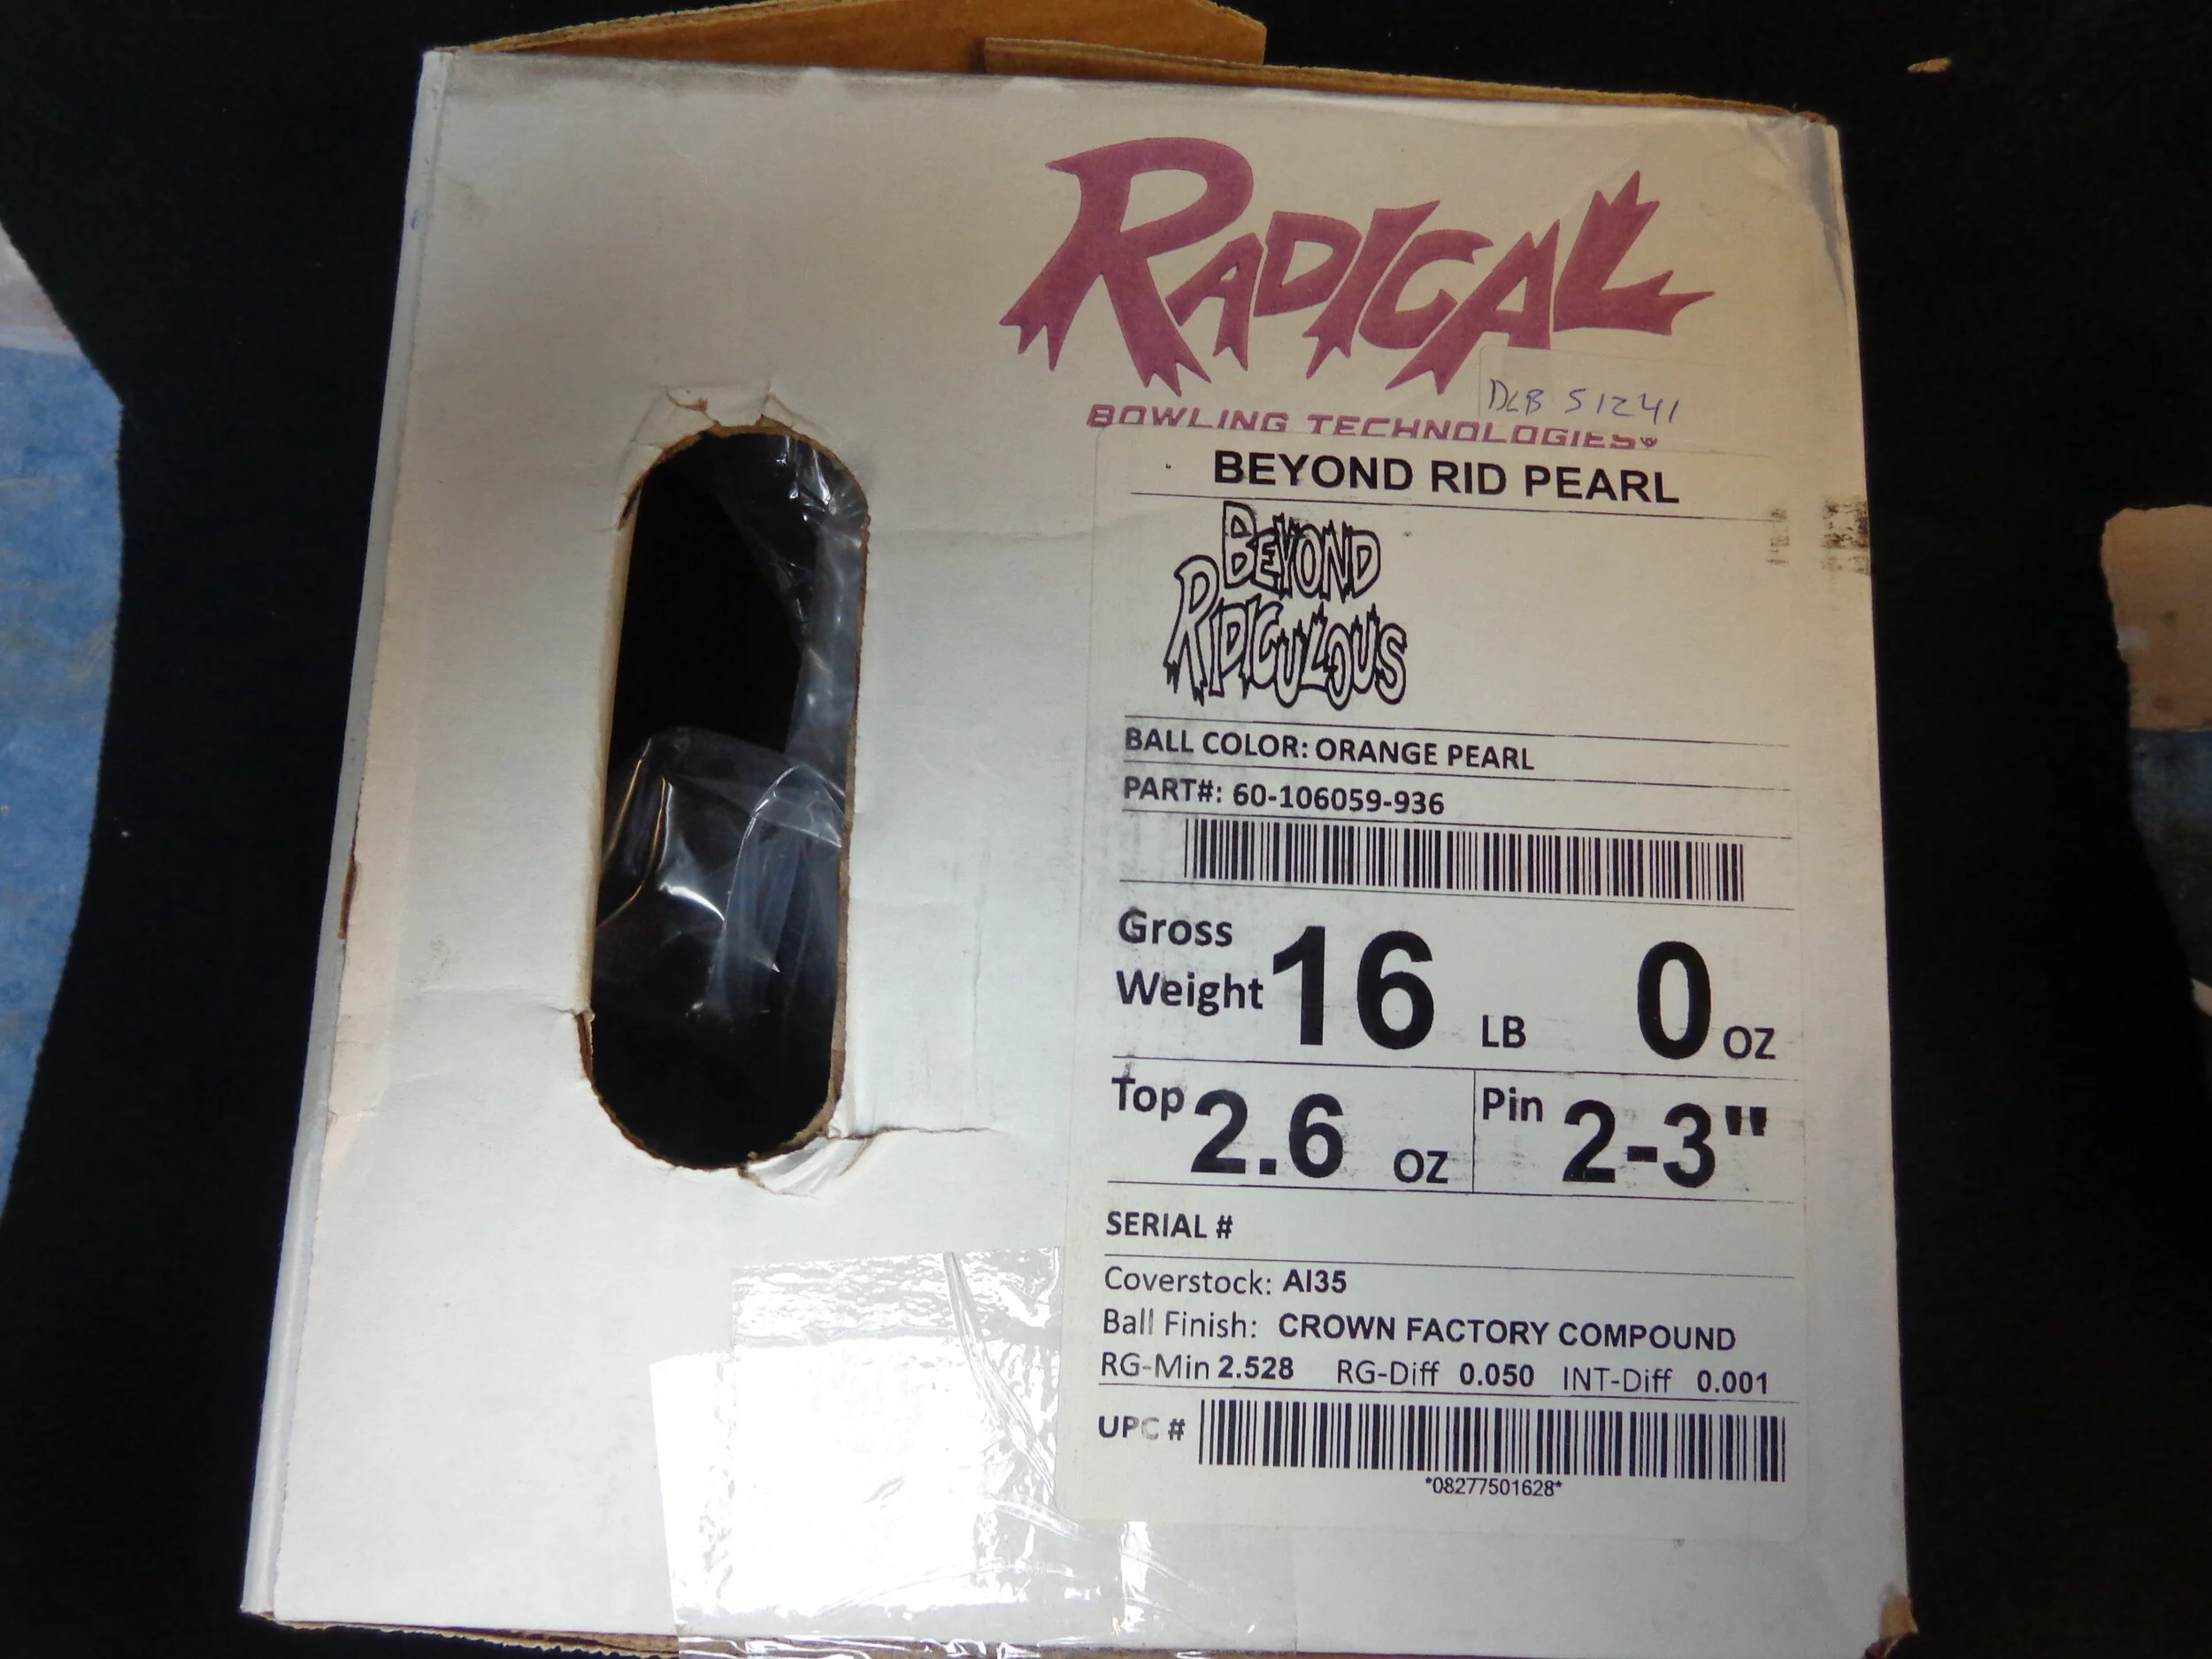 RADICAL
DLB 51241
BOWLING TECHNOLOGIES
BEYOND RID PEARL
BEYOND
RIDICULOUS
BALL COLOR: ORANGE PEARL
PART#: 60-106059-936
Gross
Weight 16 LB 0 OZ
Top 2.6 OZ Pin 2-3"
SERIAL #
Coverstock: AI35
Ball Finish: CROWN FACTORY COMPOUND
RG-Min 2.528 RG-Diff 0.050 INT-Diff 0.001
UPC #
*08277501628*